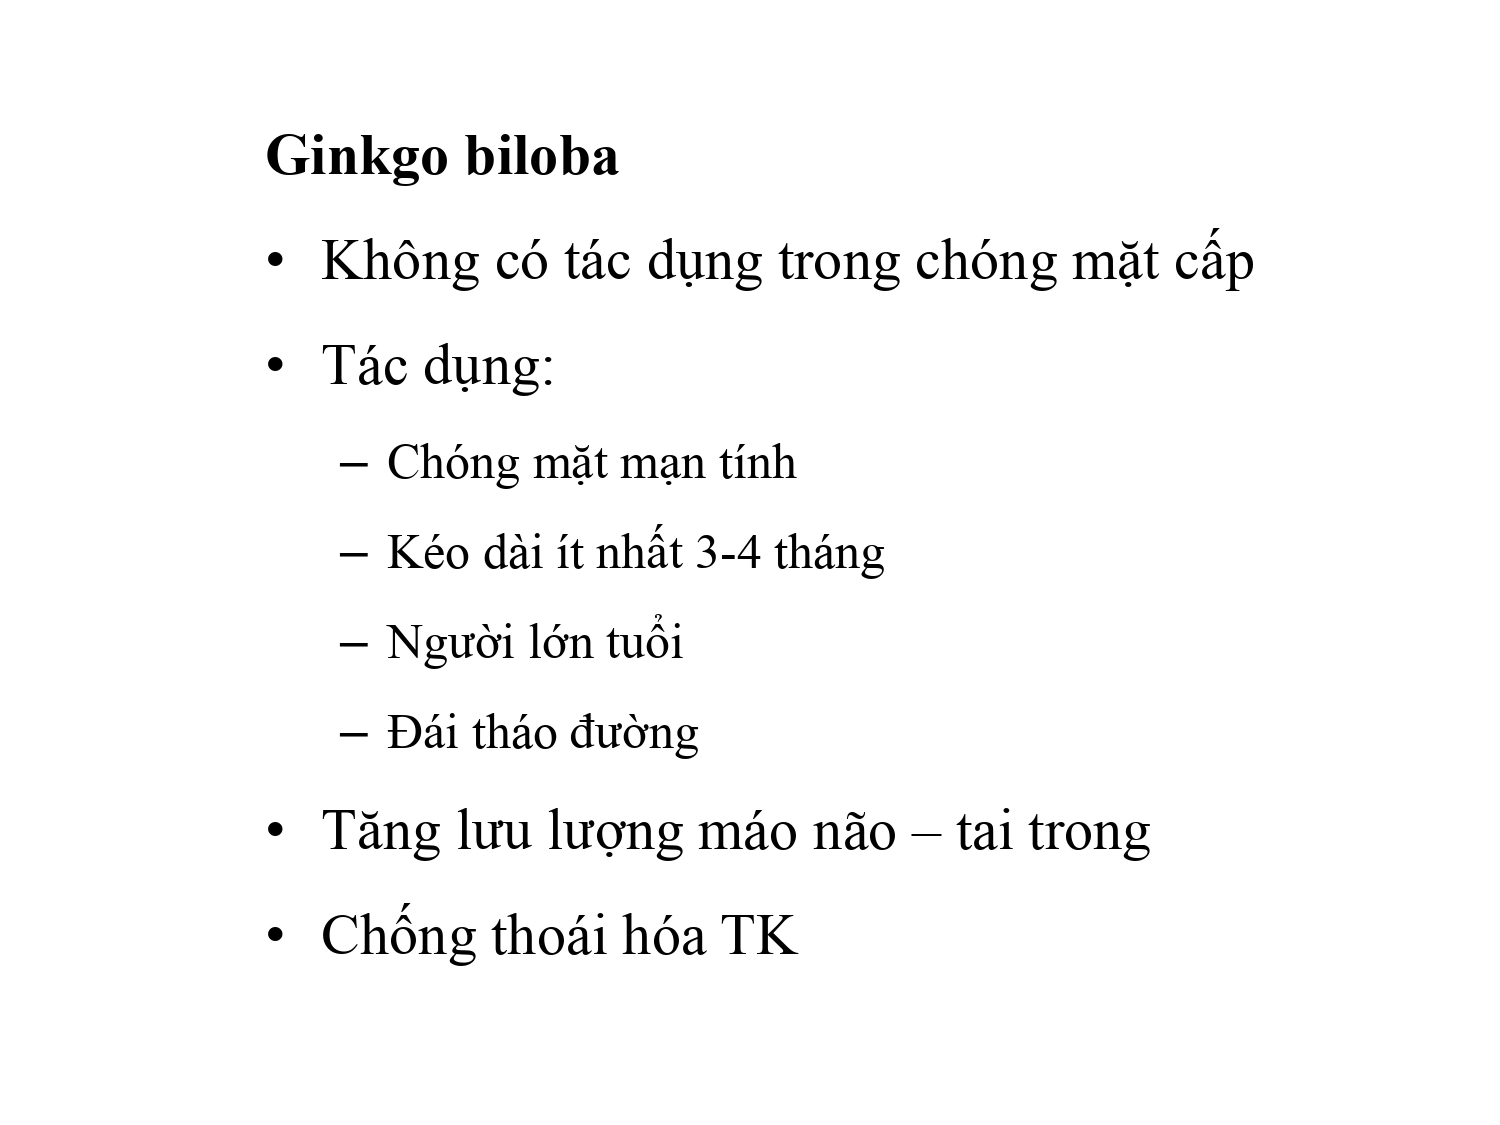 Ginkgo biloba
• Không có tác dụng trong chóng mặt cấp
• Tác dụng:
– Chóng mặt mạn tính
– Kéo dài ít nhất 3-4 tháng
– Người lớn tuổi
– Đái tháo đường
• Tăng lưu lượng máo não – tai trong
• Chống thoái hóa TK